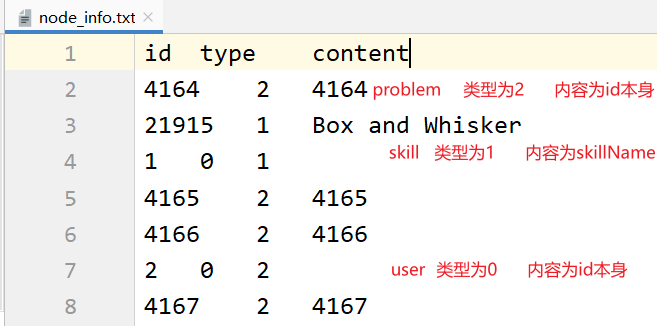 node_info.txt
1 id type content
2 4164 2 4164 problem 类型为2 内容为id本身
3 21915 1 Box and Whisker
4 1 0 1 skill 类型为1 内容为skillName
5 4165 2 4165
6 4166 2 4166
7 2 0 2 user 类型为0 内容为id本身
8 4167 2 4167